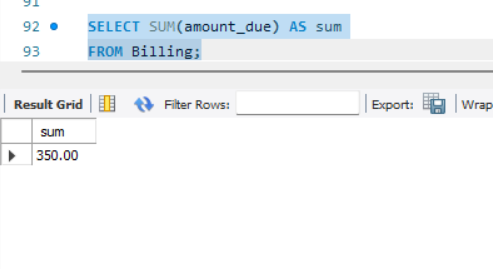 91
92 SELECT SUM(amount_due) AS sum
93 FROM Billing;
Result Grid Filter Rows: Export: Wrap
sum
350.00